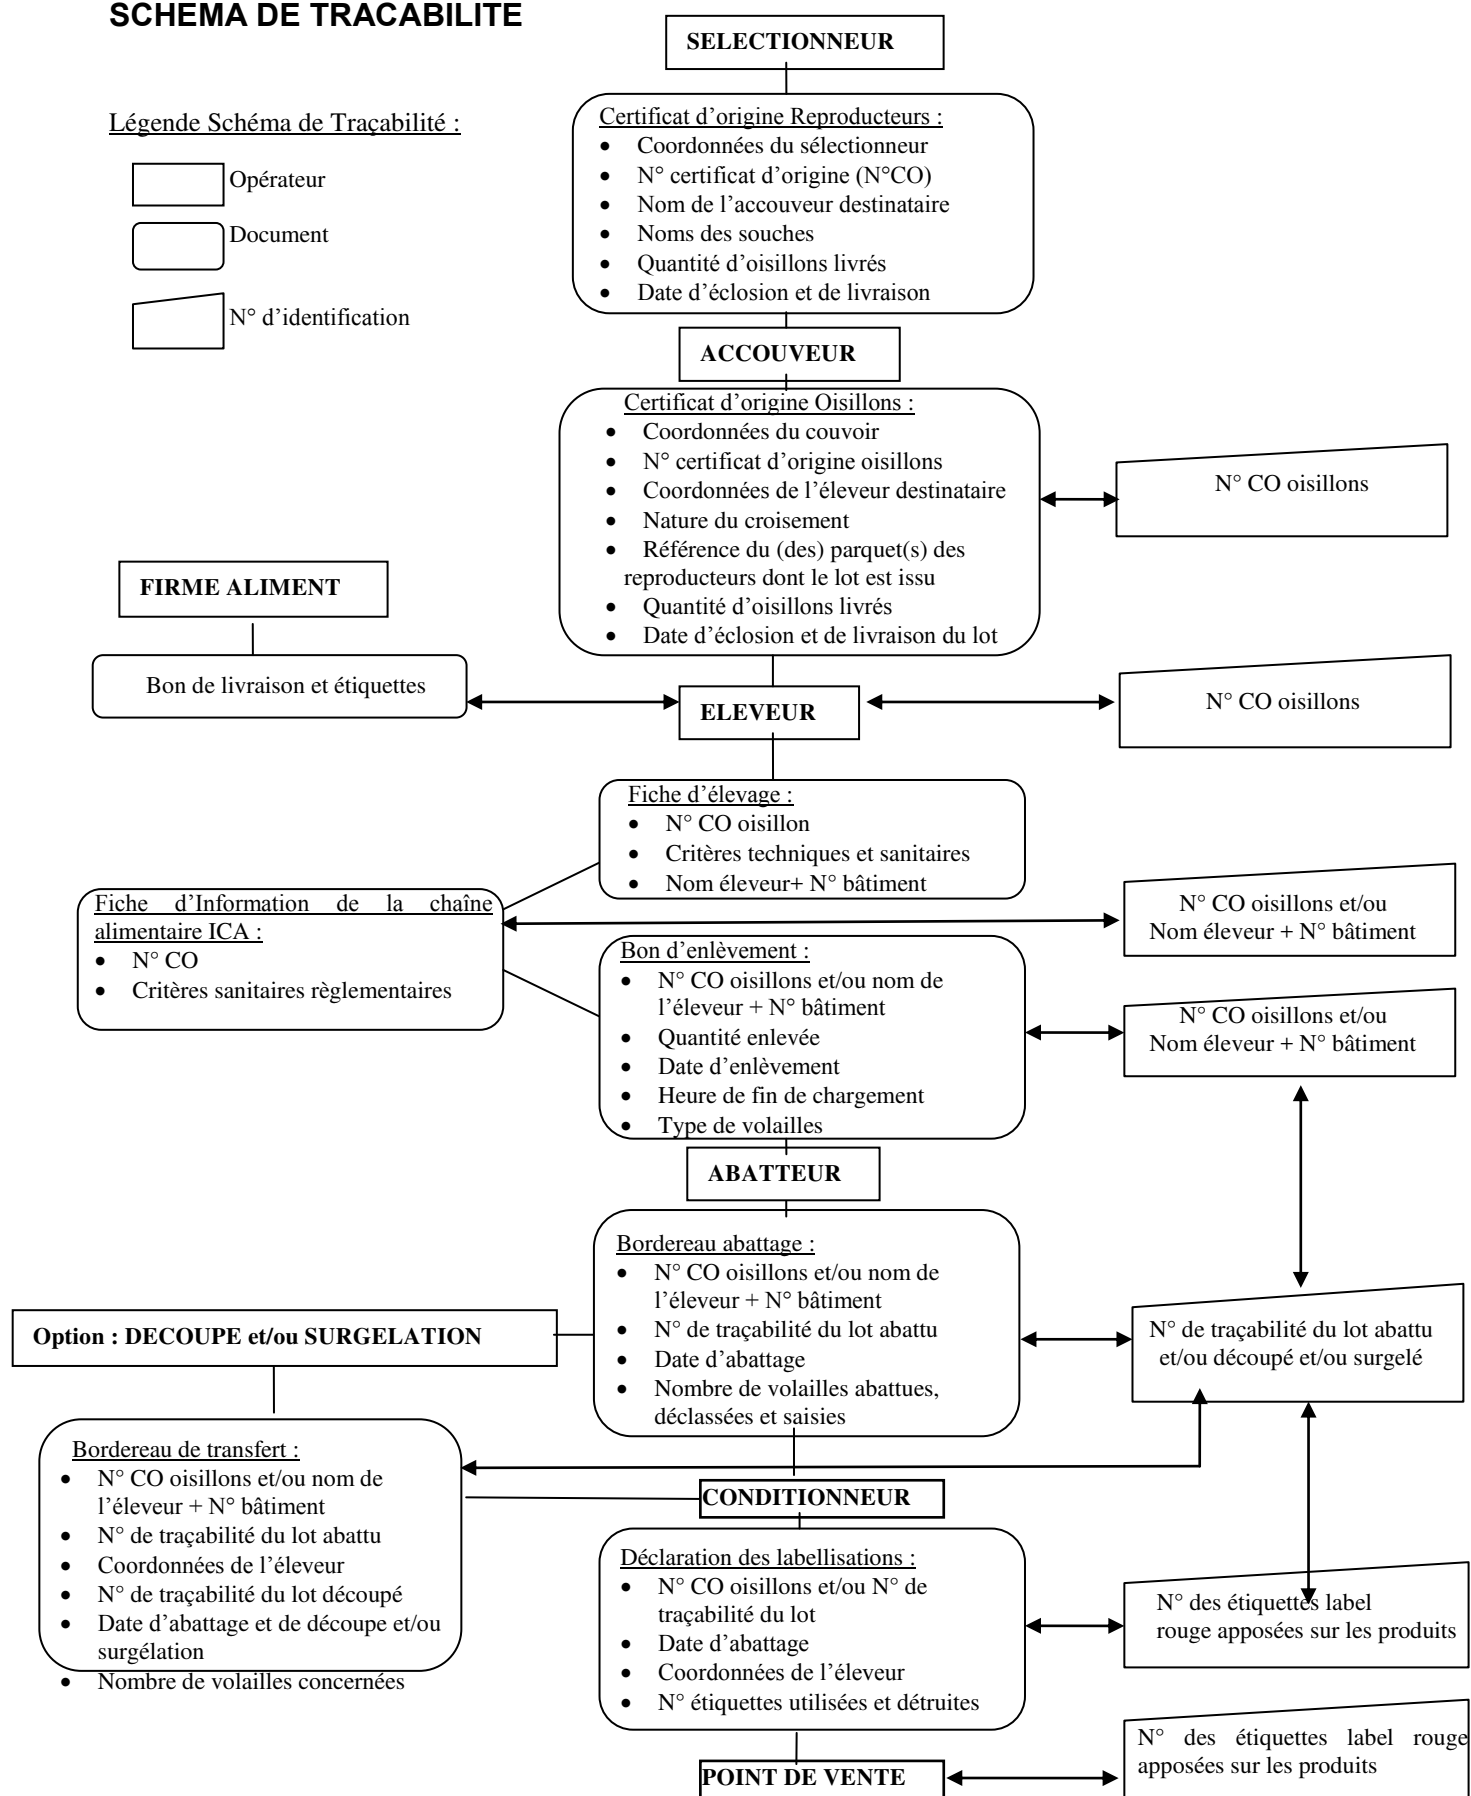 SCHEMA DE TRACABILITE
SELECTIONNEUR
Légende Schéma de Traçabilité :
Opérateur
Document
N° d’identification
Certificat d’origine Reproducteurs :
• Coordonnées du sélectionneur
• N° certificat d’origine (N°CO)
• Nom de l’accouveur destinataire
• Noms des souches
• Quantité d’oisillons livrés
• Date d’éclosion et de livraison
ACCOUVEUR
Certificat d’origine Oisillons :
• Coordonnées du couvoir
• N° certificat d’origine oisillons
• Coordonnées de l’éleveur destinataire
• Nature du croisement
• Référence du (des) parquet(s) des
reproducteurs dont le lot est issu
• Quantité d’oisillons livrés
• Date d’éclosion et de livraison du lot
N° CO oisillons
FIRME ALIMENT
Bon de livraison et étiquettes
ELEVEUR
N° CO oisillons
Fiche d’élevage :
• N° CO oisillon
• Critères techniques et sanitaires
• Nom éleveur+ N° bâtiment
Fiche d’Information de la chaîne
alimentaire ICA :
• N° CO
• Critères sanitaires règlementaires
N° CO oisillons et/ou
Nom éleveur + N° bâtiment
Bon d’enlèvement :
• N° CO oisillons et/ou nom de
l’éleveur + N° bâtiment
• Quantité enlevée
• Date d’enlèvement
• Heure de fin de chargement
• Type de volailles
N° CO oisillons et/ou
Nom éleveur + N° bâtiment
ABATTEUR
Bordereau abattage :
• N° CO oisillons et/ou nom de
l’éleveur + N° bâtiment
• N° de traçabilité du lot abattu
• Date d’abattage
• Nombre de volailles abattues,
déclassées et saisies
Option : DECOUPE et/ou SURGELATION
N° de traçabilité du lot abattu
et/ou découpé et/ou surgelé
Bordereau de transfert :
• N° CO oisillons et/ou nom de
l’éleveur + N° bâtiment
• N° de traçabilité du lot abattu
• Coordonnées de l’éleveur
• N° de traçabilité du lot découpé
• Date d’abattage et de découpe et/ou
surgélation
• Nombre de volailles concernées
CONDITIONNEUR
Déclaration des labellisations :
• N° CO oisillons et/ou N° de
traçabilité du lot
• Date d’abattage
• Coordonnées de l’éleveur
• N° étiquettes utilisées et détruites
N° des étiquettes label
rouge apposées sur les produits
POINT DE VENTE
N° des étiquettes label rouge
apposées sur les produits